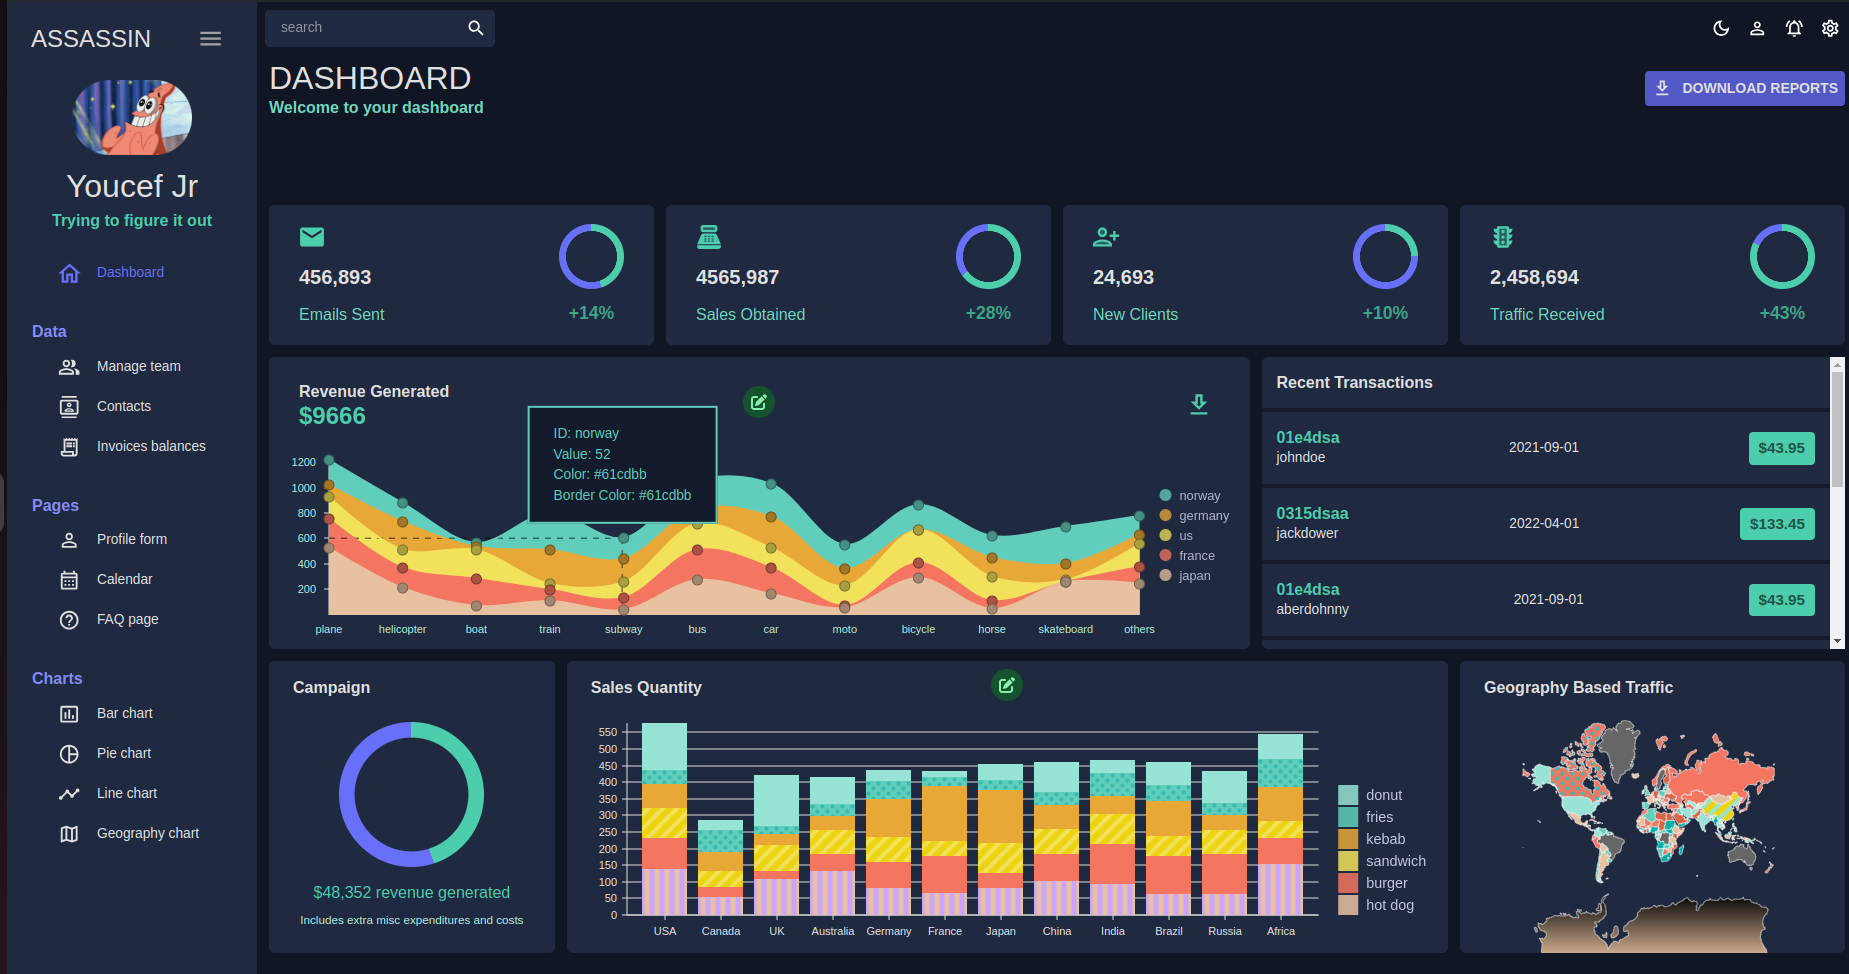 ASSASSIN
Youcef Jr
Trying to figure it out
Dashboard
Data
Manage team
Contacts
Invoices balances
Pages
Profile form
Calendar
FAQ page
Charts
Bar chart
Pie chart
Line chart
Geography chart
search
DASHBOARD
Welcome to your dashboard
DOWNLOAD REPORTS
456,893
Emails Sent
+14%
4565,987
Sales Obtained
+28%
24,693
New Clients
+10%
2,458,694
Traffic Received
+43%
Revenue Generated
$9666
ID: norway
Value: 52
Color: #61cdbb
Border Color: #61cdbb
1200
1000
800
600
400
200
plane helicopter boat train subway bus car moto bicycle horse skateboard others
norway
germany
us
france
japan
Recent Transactions
01e4dsa
johndoe
2021-09-01
$43.95
0315dsaa
jackdower
2022-04-01
$133.45
01e4dsa
aberdohnny
2021-09-01
$43.95
Campaign
$48,352 revenue generated
Includes extra misc expenditures and costs
Sales Quantity
550
500
450
400
350
300
250
200
150
100
50
0
USA Canada UK Australia Germany France Japan China India Brazil Russia Africa
donut
fries
kebab
sandwich
burger
hot dog
Geography Based Traffic